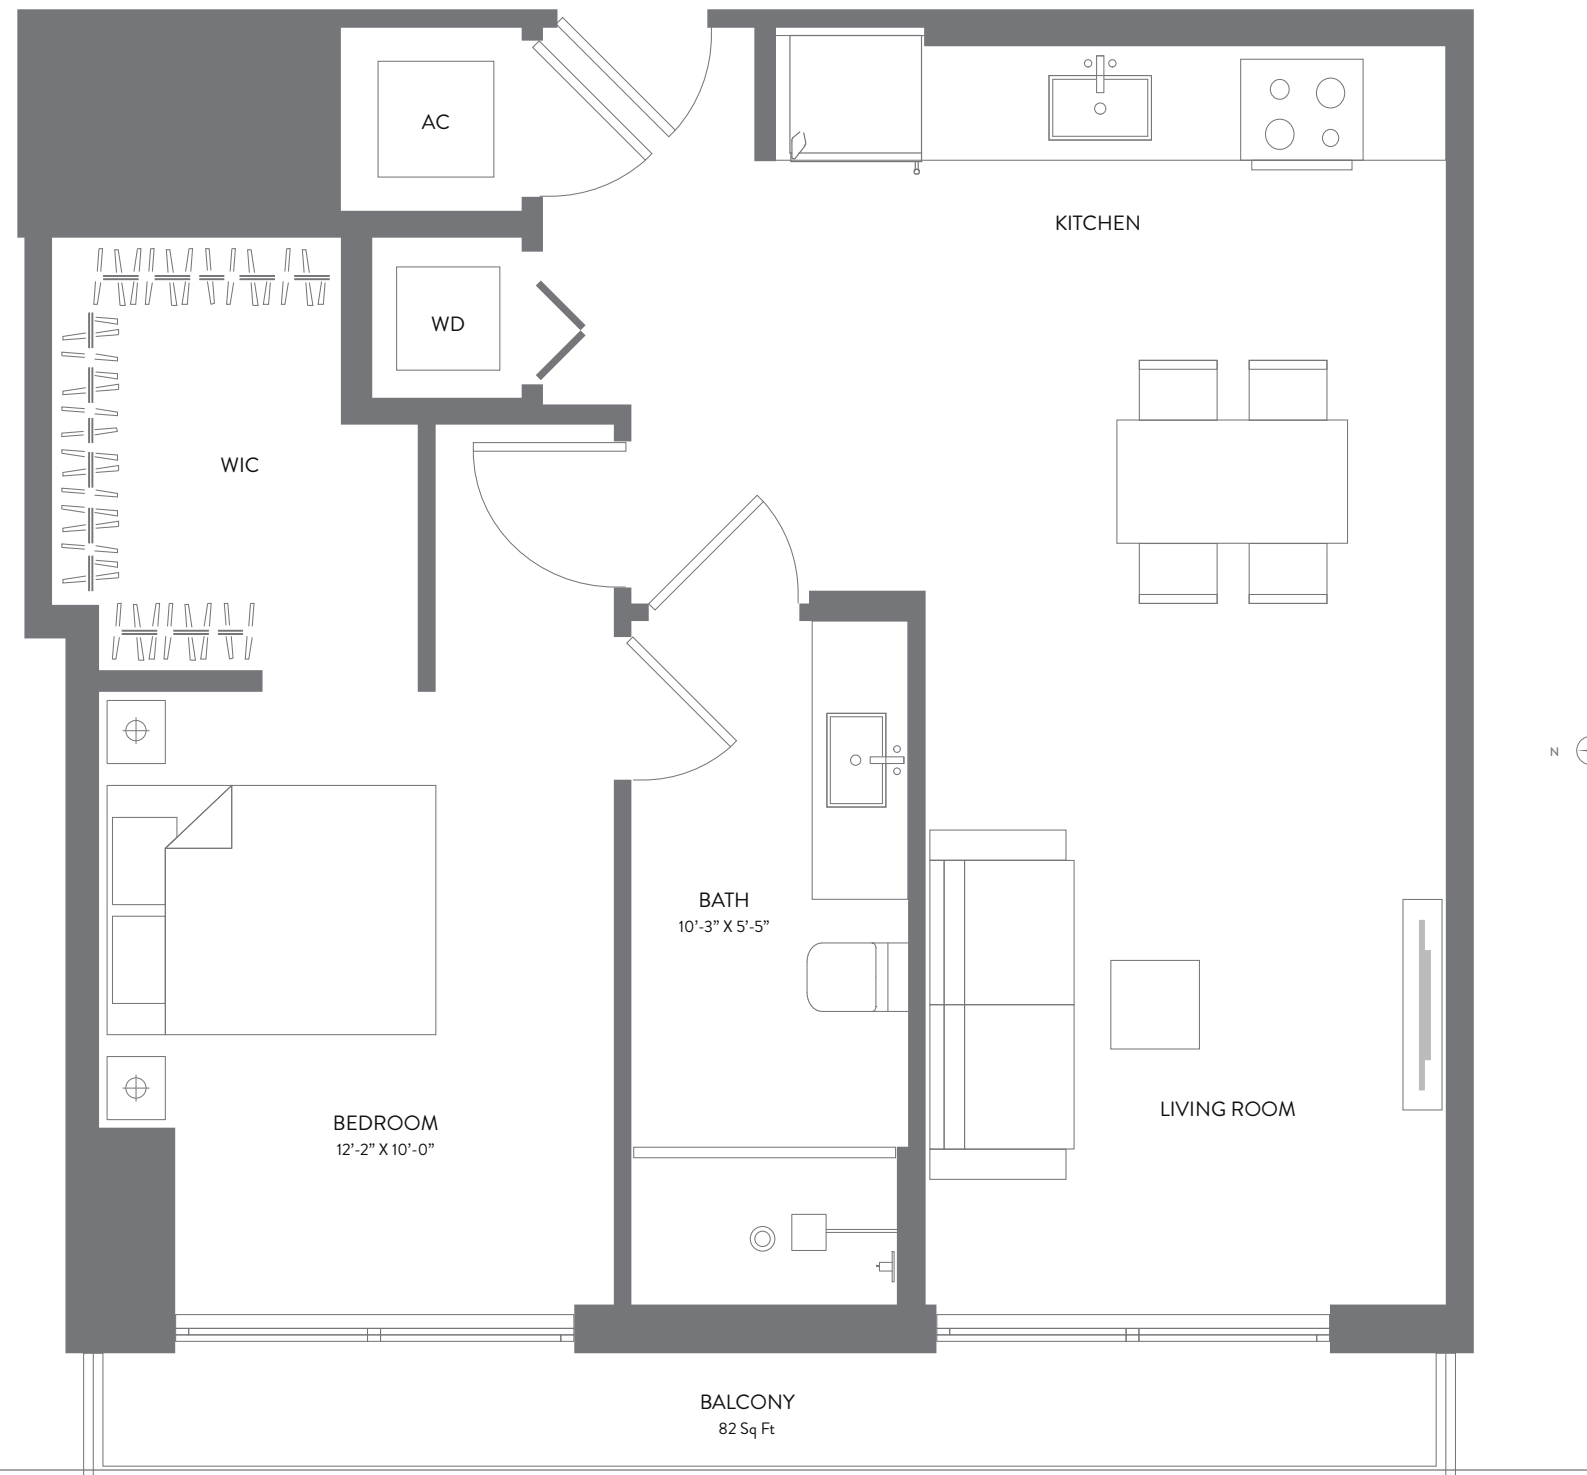 AC
KITCHEN
WD
WIC
N
BATH
10’-3” X 5’-5”
LIVING ROOM
BEDROOM
12’-2” X 10’-0”
BALCONY
82 Sq Ft